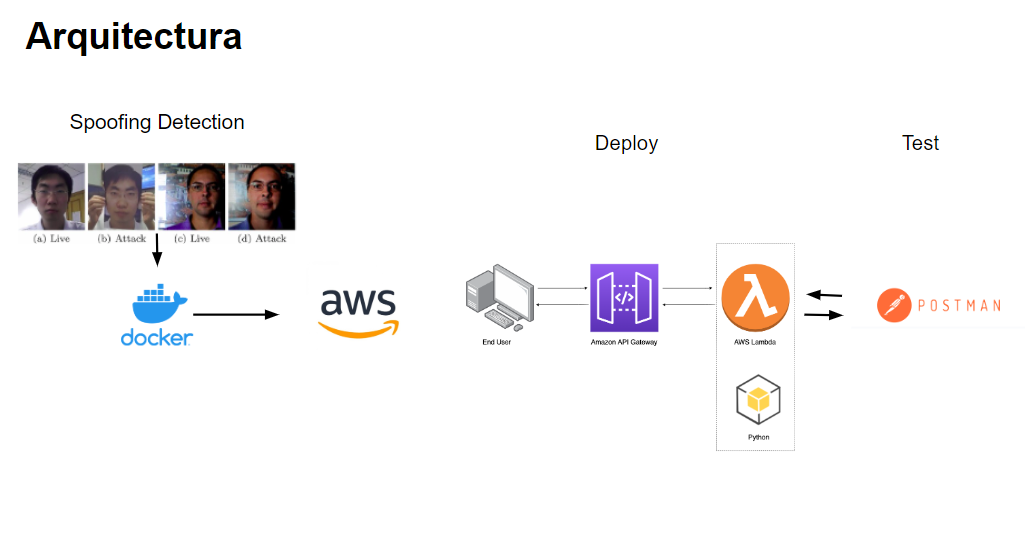 Arquitectura
Spoofing Detection
(a) Live
(b) Attack
(c) Live
(d) Attack
docker
aws
Deploy
End User
Amazon API Gateway
AWS Lambda
Python
Test
POSTMAN